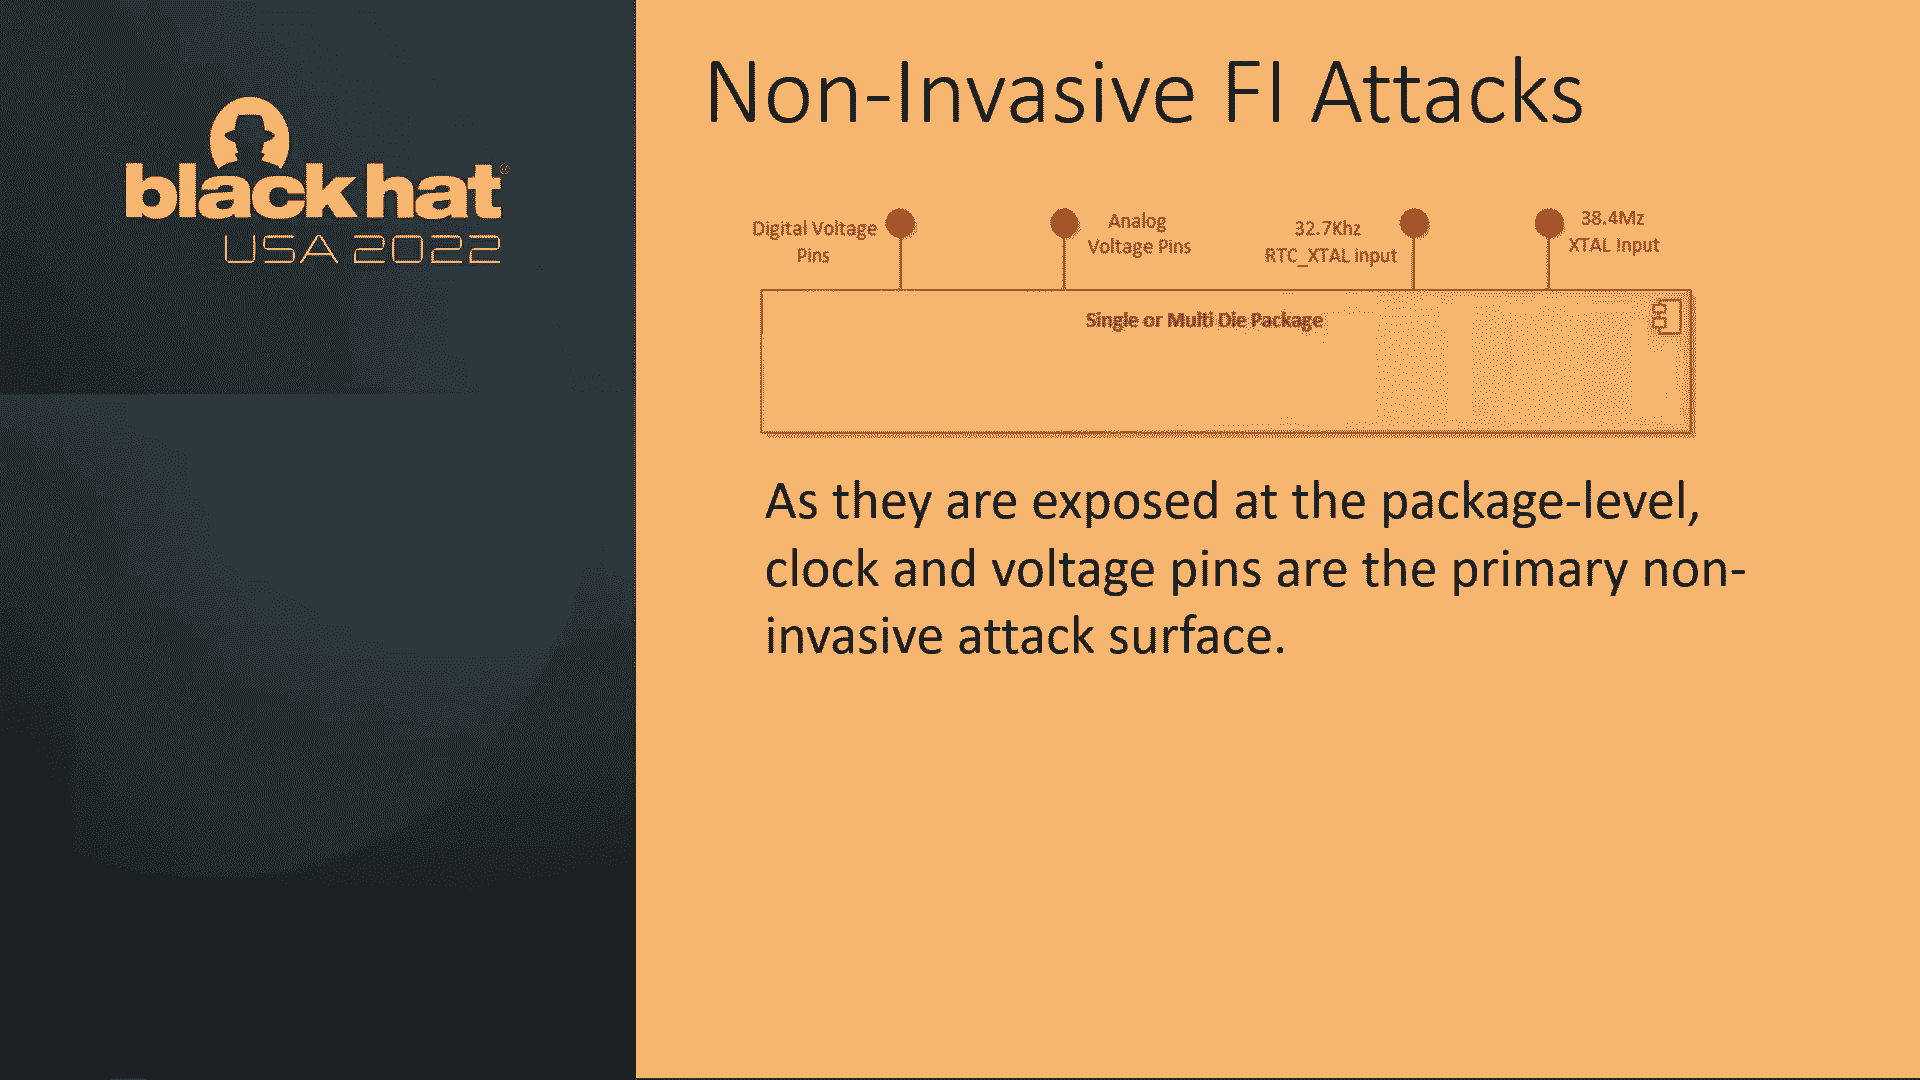 black hat®
USA 2022
Non-Invasive FI Attacks
Digital Voltage
Pins
Analog
Voltage Pins
32.7Khz
RTC_XTAL input
38.4Mz
XTAL Input
Single or Multi Die Package
As they are exposed at the package-level,
clock and voltage pins are the primary non-
invasive attack surface.